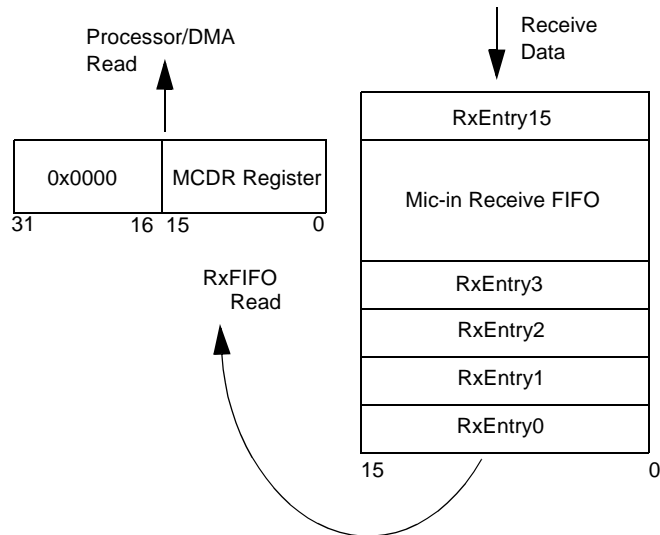 Processor/DMA
Read
Receive
Data
0x0000
MCDR Register
31
16
15
0
RxEntry15
Mic-in Receive FIFO
RxEntry3
RxEntry2
RxEntry1
RxEntry0
15
0
RxFIFO
Read